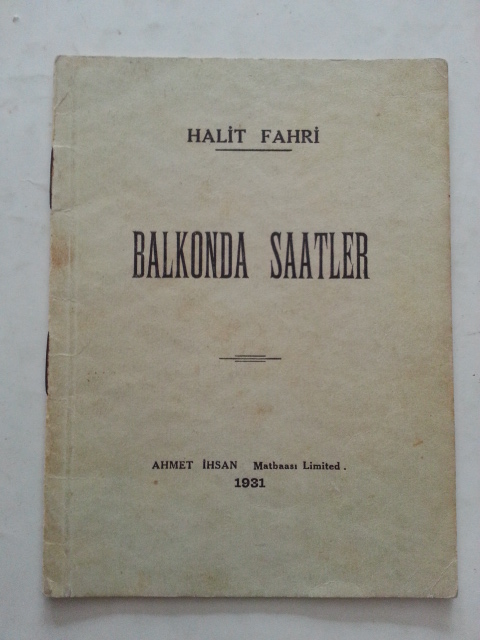 HALİT FAHRİ
BALKONDA SAATLER
AHMET İHSAN Matbaası Limited.
1931